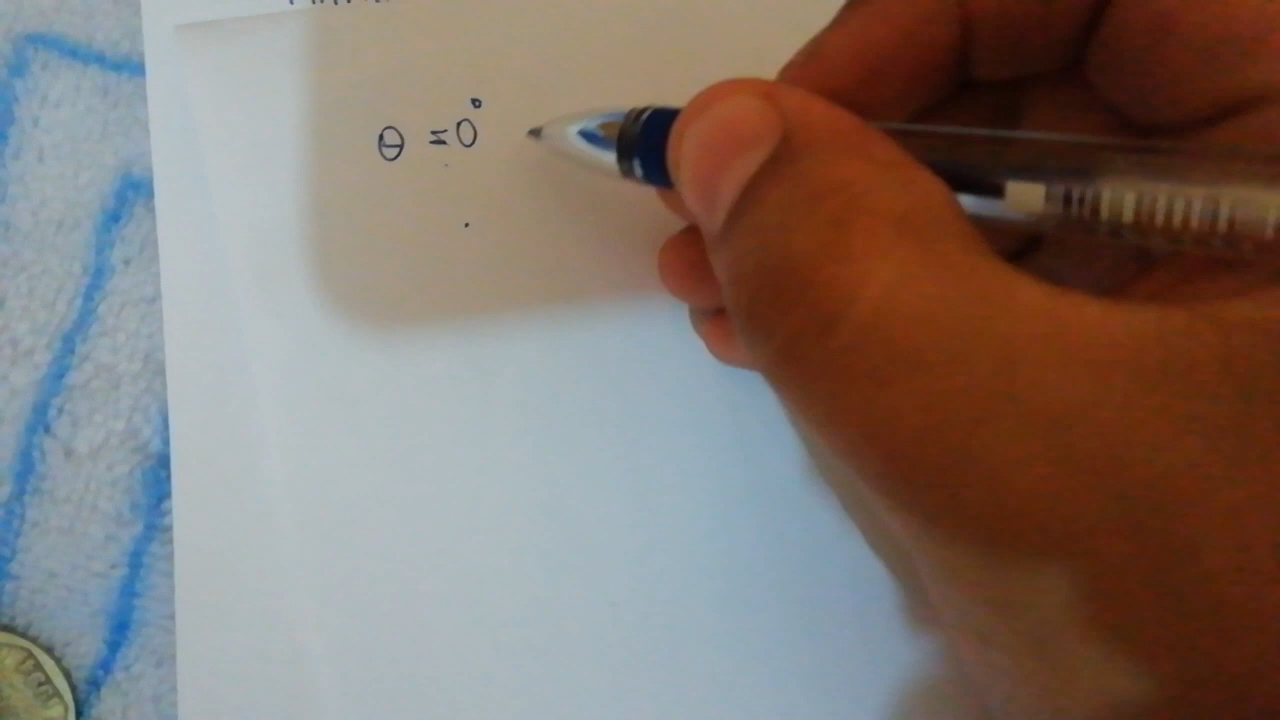 θ = 0°